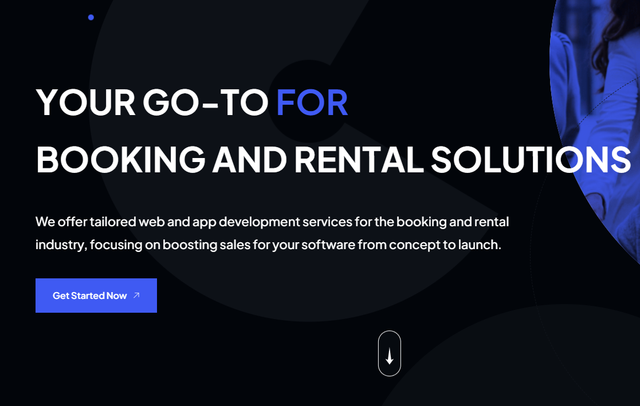 YOUR GO-TO FOR
BOOKING AND RENTAL SOLUTIONS
We offer tailored web and app development services for the booking and rental
industry, focusing on boosting sales for your software from concept to launch.
Get Started Now